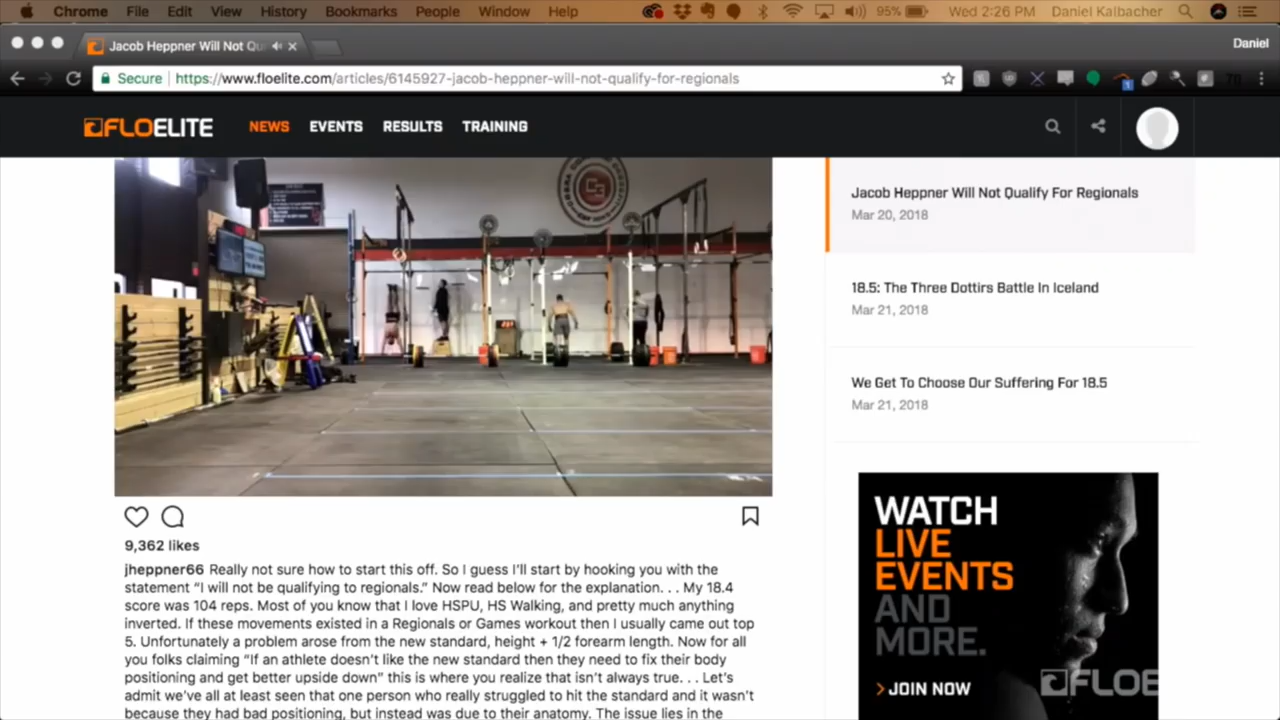 Chrome File Edit View History Bookmarks People Window Help 95% Wed 2:26 PM Daniel Kalbacher
Jacob Heppner Will Not Qu
Daniel
Secure https://www.floelite.com/articles/6145927-jacob-heppner-will-not-qualify-for-regionals
FLOELITE NEWS EVENTS RESULTS TRAINING
Jacob Heppner Will Not Qualify For Regionals
Mar 20, 2018
18.5: The Three Dottirs Battle In Iceland
Mar 21, 2018
We Get To Choose Our Suffering For 18.5
Mar 21, 2018
9,362 likes
jheppner66 Really not sure how to start this off. So I guess I'll start by hooking you with the
statement "I will not be qualifying to regionals." Now read below for the explanation. . . My 18.4
score was 104 reps. Most of you know that I love HSPU, HS Walking, and pretty much anything
inverted. If these movements existed in a Regionals or Games workout then I usually came out top
5. Unfortunately a problem arose from the new standard, height + 1/2 forearm length. Now for all
you folks claiming "If an athlete doesn't like the new standard then they need to fix their body
positioning and get better upside down" this is where you realize that isn't always true. . . Let's
admit we've all at least seen that one person who really struggled to hit the standard and it wasn't
because they had bad positioning, but instead was due to their anatomy. The issue lies in the
WATCH
LIVE
EVENTS
AND
MORE.
JOIN NOW
FLOE